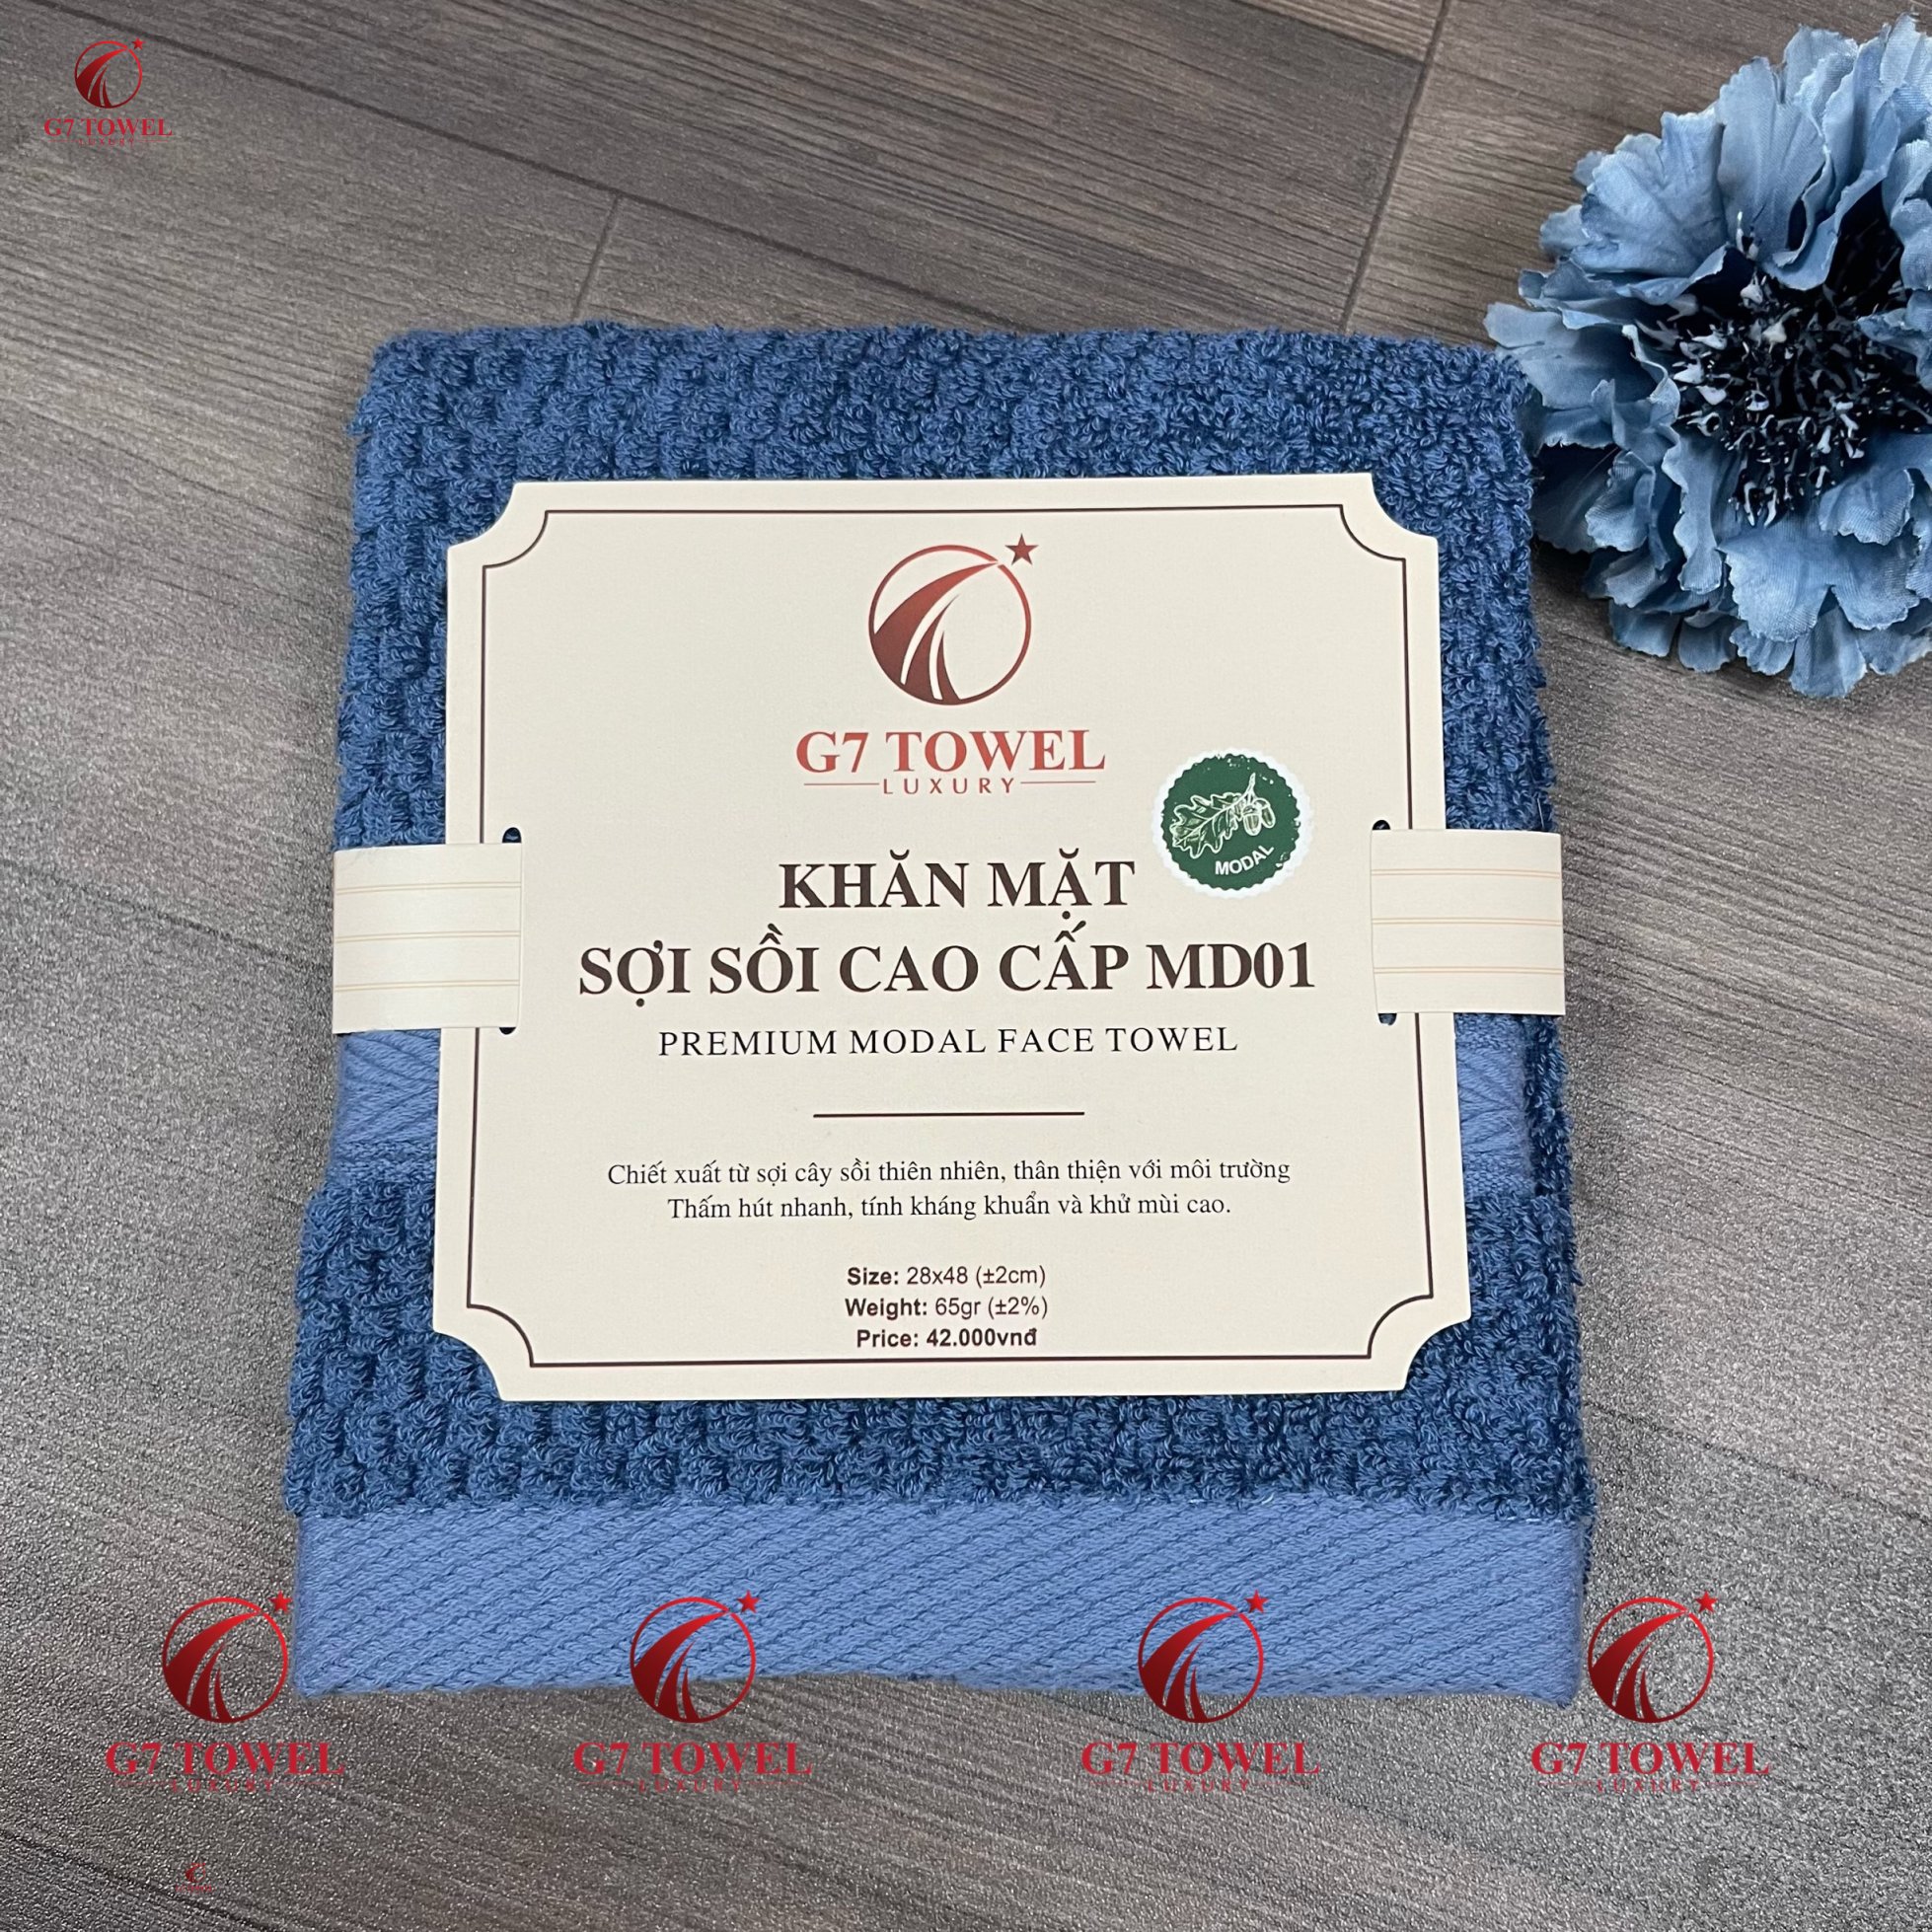 G7 TOWEL
LUXURY
G7 TOWEL
LUXURY
MODAL
KHĂN MẶT
SỢI SỒI CAO CẤP MD01
PREMIUM MODAL FACE TOWEL
Chiết xuất từ sợi cây sồi thiên nhiên, thân thiện với môi trường
Thấm hút nhanh, tính kháng khuẩn và khử mùi cao.
Size: 28x48 (±2cm)
Weight: 65gr (±2%)
Price: 42.000vnđ
G7 TOWEL
LUXURY
G7 TOWEL
LUXURY
G7 TOWEL
LUXURY
G7 TOWEL
LUXURY